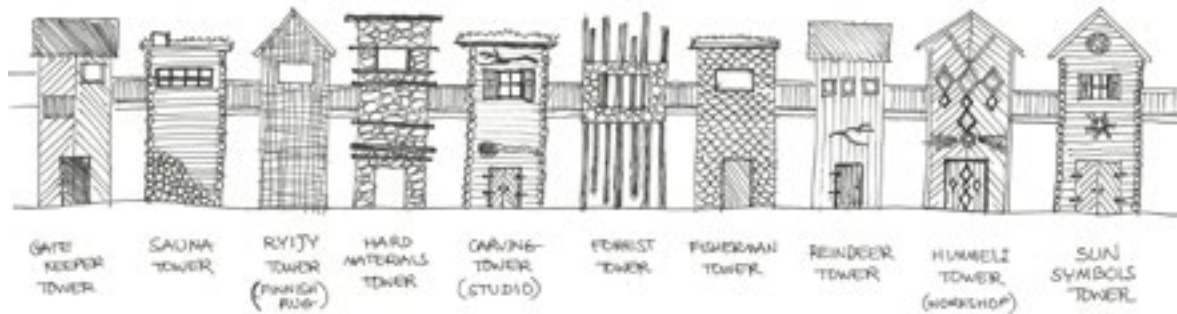 GATE
KEEPER
TOWER
SAUNA
TOWER
RYIJY
TOWER
(FINNISH
RUG)
HARD
MATERIALS
TOWER
CARVING-
TOWER
(STUDIO)
FOREST
TOWER
FISHERMAN
TOWER
REINDEER
TOWER
HIMMELI
TOWER
(WORKSHOP)
SUN
SYMBOLS
TOWER